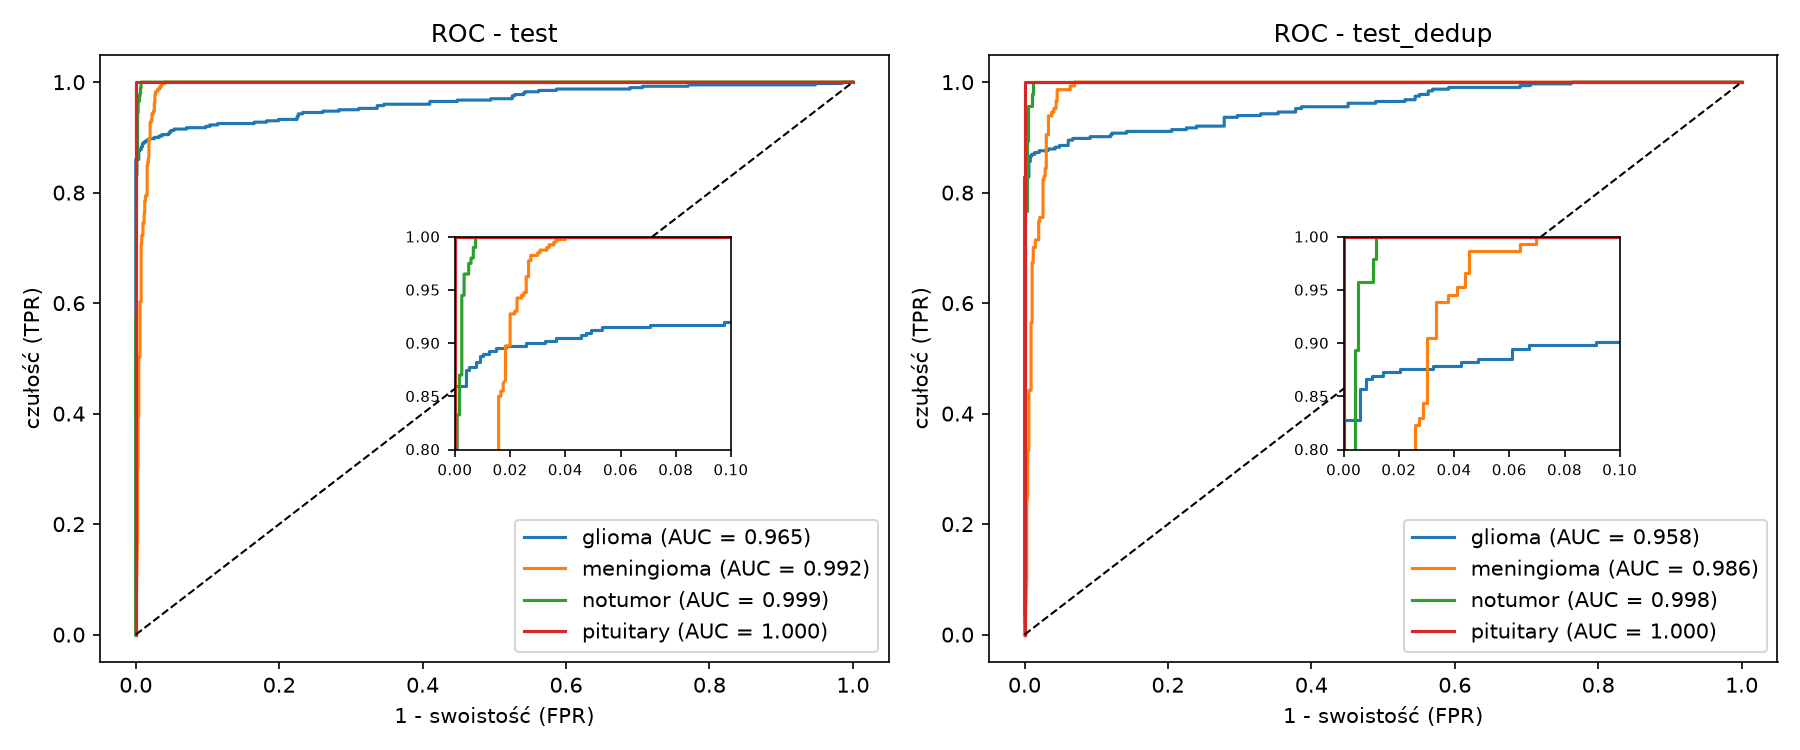 ROC - test
czułość (TPR)
1.0
0.8
0.6
0.4
0.2
0.0
1.00
0.95
0.90
0.85
0.80
0.00 0.02 0.04 0.06 0.08 0.10
glioma (AUC = 0.965)
meningioma (AUC = 0.992)
notumor (AUC = 0.999)
pituitary (AUC = 1.000)
0.0 0.2 0.4 0.6 0.8 1.0
1 - swoistość (FPR)
ROC - test_dedup
czułość (TPR)
1.0
0.8
0.6
0.4
0.2
0.0
1.00
0.95
0.90
0.85
0.80
0.00 0.02 0.04 0.06 0.08 0.10
glioma (AUC = 0.958)
meningioma (AUC = 0.986)
notumor (AUC = 0.998)
pituitary (AUC = 1.000)
0.0 0.2 0.4 0.6 0.8 1.0
1 - swoistość (FPR)